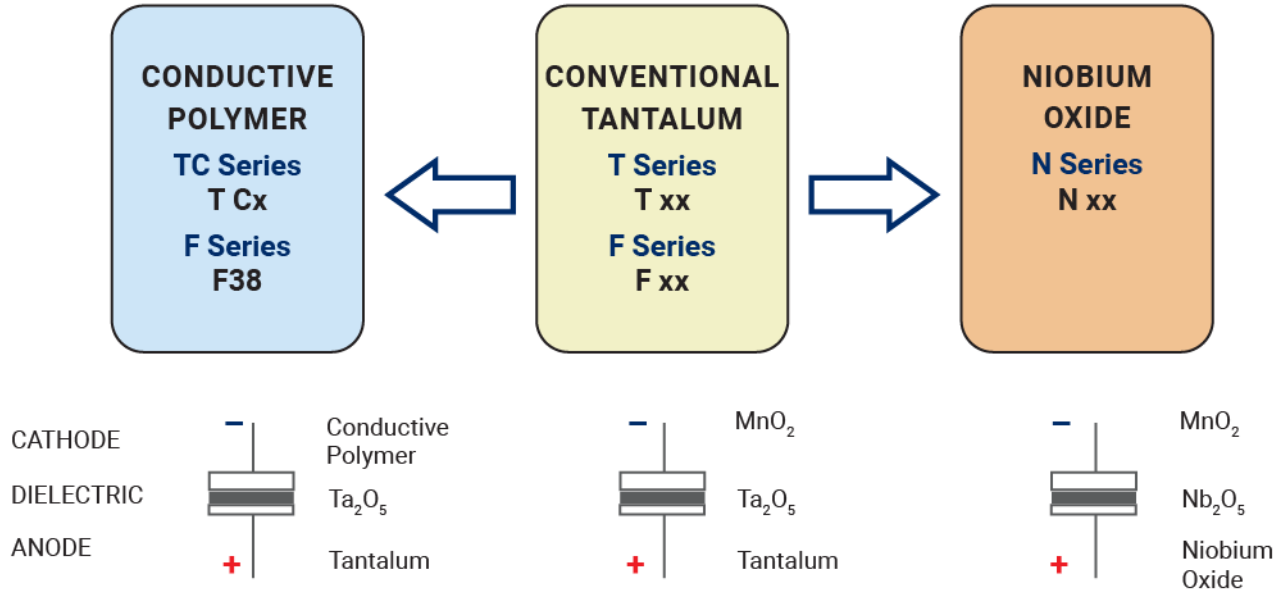 CONDUCTIVE
POLYMER
TC Series
T Cx
F Series
F38
CONVENTIONAL
TANTALUM
T Series
T xx
F Series
F xx
NIOBIUM
OXIDE
N Series
N xx
CATHODE
DIELECTRIC
ANODE
−
Conductive
Polymer
Ta₂O₅
+
Tantalum
−
MnO₂
Ta₂O₅
+
Tantalum
−
MnO₂
Nb₂O₅
+
Niobium
Oxide